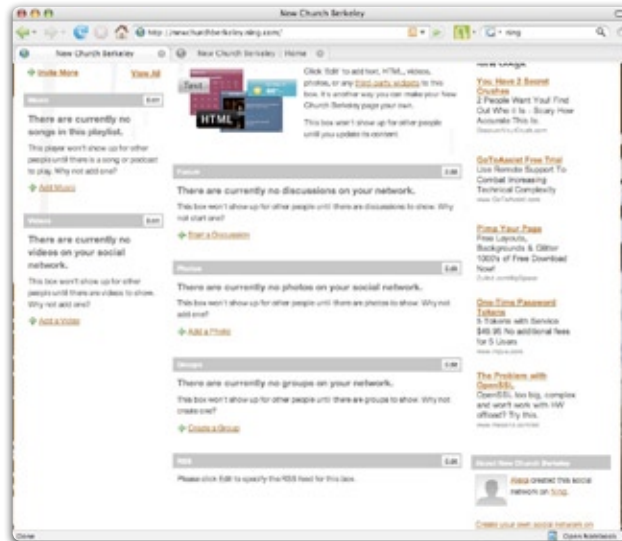 New Church Berkeley
http://newchurchberkeley.ning.com/
ning
New Church Berkeley
New Church Berkeley | Home
Invite More
View All
Music
Edit
There are currently no
songs in this playlist.
This player won't show up for other
people until there is a song or podcast
to play. Why not add one?
Add Music
Videos
Edit
There are currently no
videos on your social
network.
This box won't show up for other
people until there are videos to show.
Why not add one?
Add a Video
Text
HTML
Click 'Edit' to add text, HTML, videos,
photos, or any third party widgets to
this box. It's another way you can make your New
Church Berkeley page your own.
This box won't show up for other people
until you update its content.
Forum
Edit
There are currently no discussions on your network.
This box won't show up for other people until there are discussions to show. Why
not start one?
Start a Discussion
Photos
Edit
There are currently no photos on your social network.
This box won't show up for other people until there are photos to show. Why not
add one?
Add a Photo
Groups
Edit
There are currently no groups on your network.
This box won't show up for other people until there are groups to show. Why not
create one?
Create a Group
RSS
Edit
Please click Edit to specify the RSS feed for this box.
You Have 2 Secret
Crushes
2 People Want You! Find
Out Who it Is - Scary How
Accurate This Is.
GoToAssist Free Trial
Use Remote Support To
Combat Increasing
Technical Complexity
www.GoToAssist.com
Pimp Your Page
Free Layouts,
Backgrounds & Glitter
1000's of Free Download
Now!
One-Time Password
Tokens
5 Tokens with Service
$49.95 No additional fees
for 5 Users
The Problem with
OpenSSL
OpenSSL too big, complex
and won't work with HW
offload? Try this.
About New Church Berkeley
created this social
network on Ning.
Create your own social network on
Done
Open Notebook